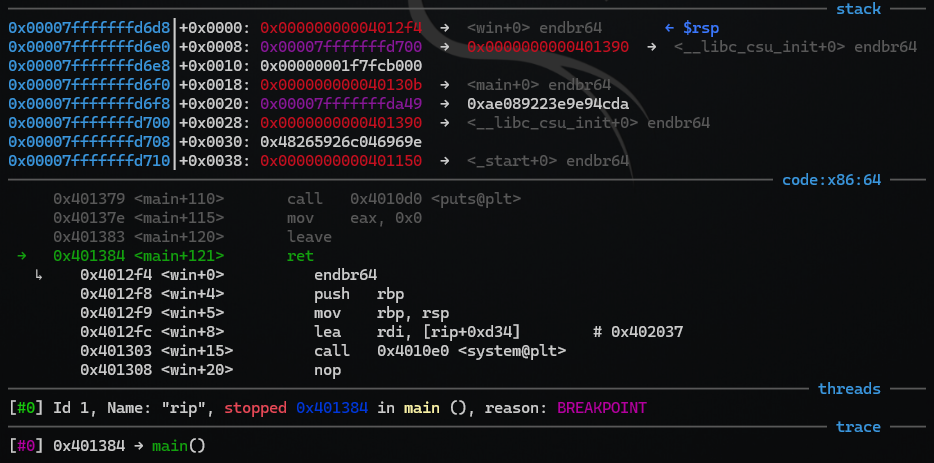 stack
0x00007fffffffd6d8│+0x0000: 0x00000000004012f4 → <win+0> endbr64 ← $rsp
0x00007fffffffd6e0│+0x0008: 0x00007fffffffd700 → 0x0000000000401390 → <__libc_csu_init+0> endbr64
0x00007fffffffd6e8│+0x0010: 0x00000001f7fcb000
0x00007fffffffd6f0│+0x0018: 0x000000000040130b → <main+0> endbr64
0x00007fffffffd6f8│+0x0020: 0x00007fffffffda49 → 0xae089223e9e94cda
0x00007fffffffd700│+0x0028: 0x0000000000401390 → <__libc_csu_init+0> endbr64
0x00007fffffffd708│+0x0030: 0x48265926c046969e
0x00007fffffffd710│+0x0038: 0x0000000000401150 → <_start+0> endbr64
code:x86:64
0x401379 <main+110> call 0x4010d0 <puts@plt>
0x40137e <main+115> mov eax, 0x0
0x401383 <main+120> leave
→ 0x401384 <main+121> ret
↳ 0x4012f4 <win+0> endbr64
0x4012f8 <win+4> push rbp
0x4012f9 <win+5> mov rbp, rsp
0x4012fc <win+8> lea rdi, [rip+0xd34] # 0x402037
0x401303 <win+15> call 0x4010e0 <system@plt>
0x401308 <win+20> nop
threads
[#0] Id 1, Name: "rip", stopped 0x401384 in main (), reason: BREAKPOINT
trace
[#0] 0x401384 → main()